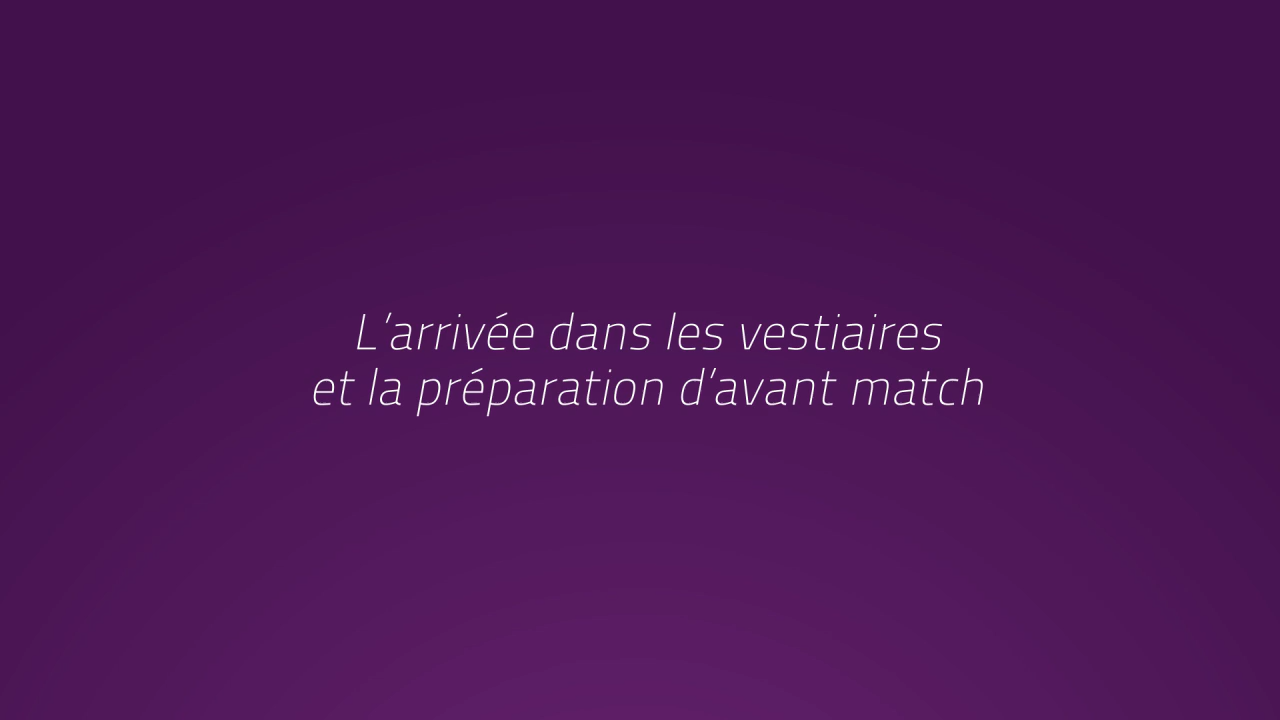 L’arrivée dans les vestiaires
et la préparation d’avant match